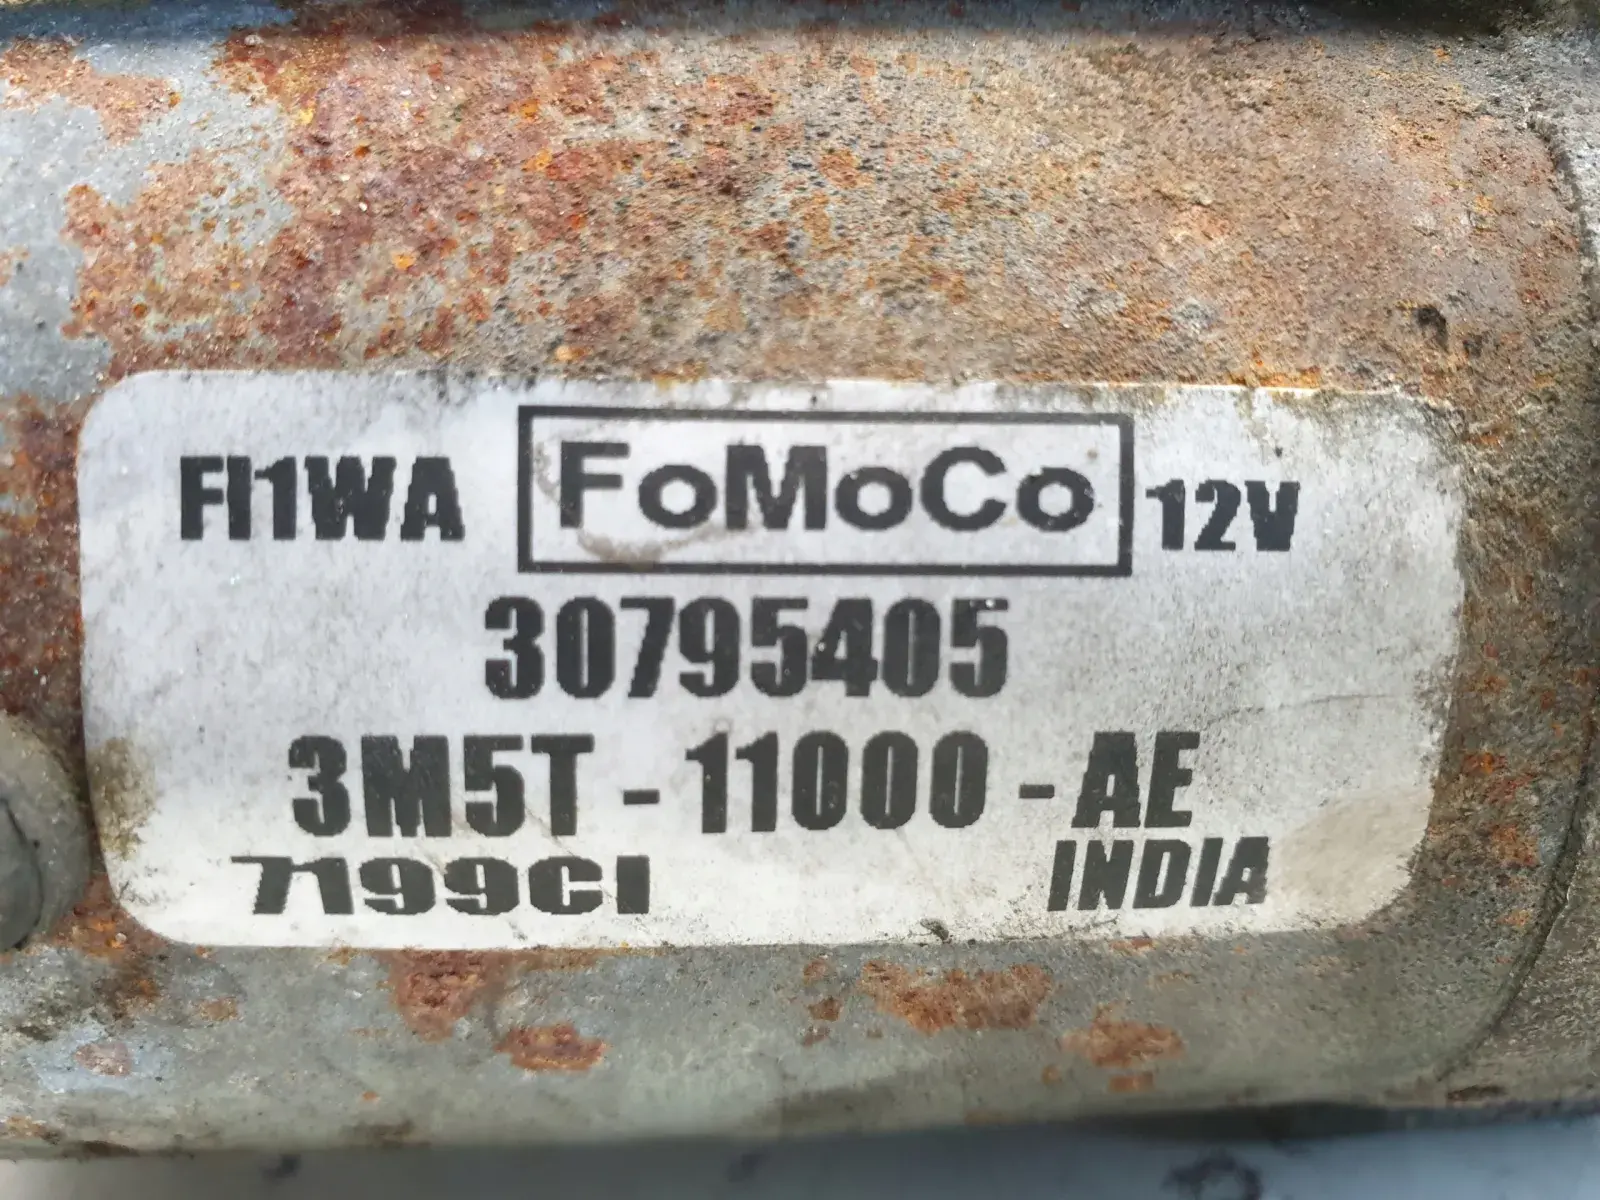 FI1WA FoMoCo 12V
30795405
3M5T-11000-AE
7199CI INDIA